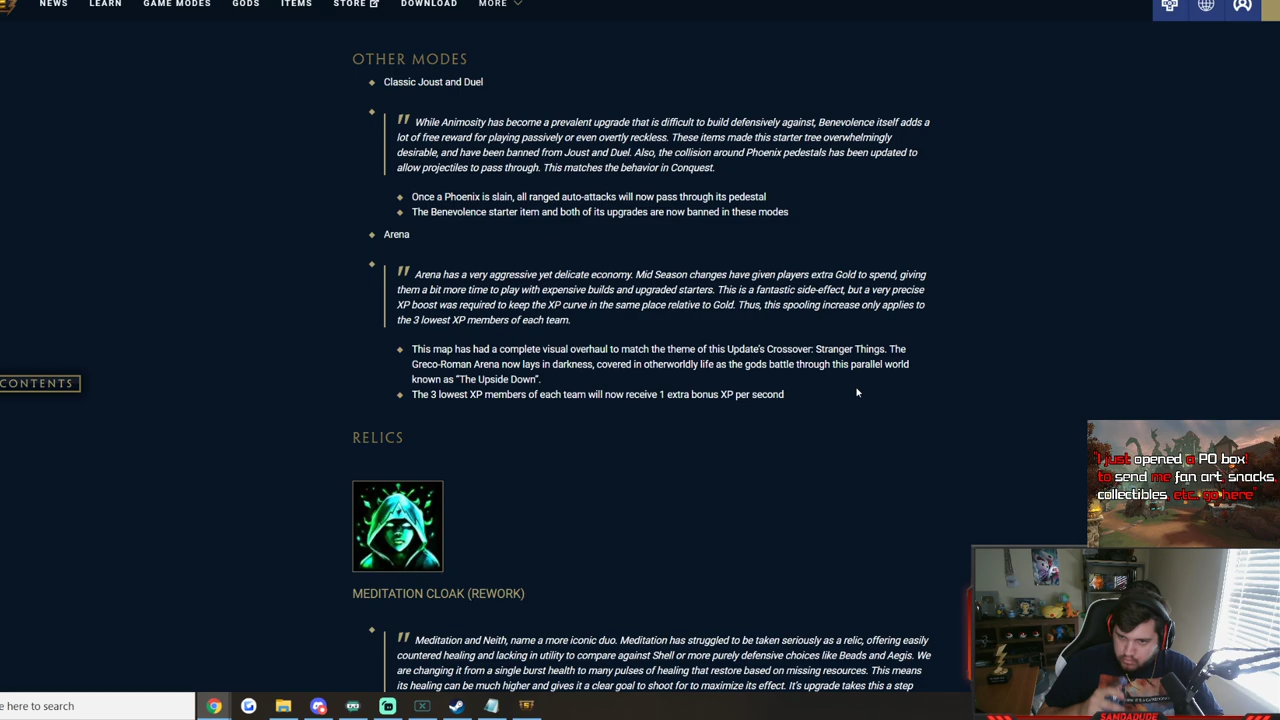 NEWS LEARN GAME MODES GODS ITEMS STORE DOWNLOAD MORE
OTHER MODES
Classic Joust and Duel
" While Animosity has become a prevalent upgrade that is difficult to build defensively against, Benevolence itself adds a
lot of free reward for playing passively or even overtly reckless. These items made this starter tree overwhelmingly
desirable, and have been banned from Joust and Duel. Also, the collision around Phoenix pedestals has been updated to
allow projectiles to pass through. This matches the behavior in Conquest.
Once a Phoenix is slain, all ranged auto-attacks will now pass through its pedestal
The Benevolence starter item and both of its upgrades are now banned in these modes
Arena
" Arena has a very aggressive yet delicate economy. Mid Season changes have given players extra Gold to spend, giving
them a bit more time to play with expensive builds and upgraded starters. This is a fantastic side-effect, but a very precise
XP boost was required to keep the XP curve in the same place relative to Gold. Thus, this spooling increase only applies to
the 3 lowest XP members of each team.
This map has had a complete visual overhaul to match the theme of this Update's Crossover: Stranger Things. The
Greco-Roman Arena now lays in darkness, covered in otherworldly life as the gods battle through this parallel world
known as "The Upside Down".
The 3 lowest XP members of each team will now receive 1 extra bonus XP per second
CONTENTS
RELICS
"I just opened a PO box!
to send me fan art, snacks,
collectibles, etc. go here"
MEDITATION CLOAK (REWORK)
" Meditation and Neith, name a more iconic duo. Meditation has struggled to be taken seriously as a relic, offering easily
countered healing and lacking in utility to compare against Shell or more purely defensive choices like Beads and Aegis. We
are changing it from a single burst health to many pulses of healing that restore based on missing resources. This means
its healing can be much higher and gives it a clear goal to shoot for to maximize its effect. It's upgrade takes this a step
e here to search
SANGADUDE